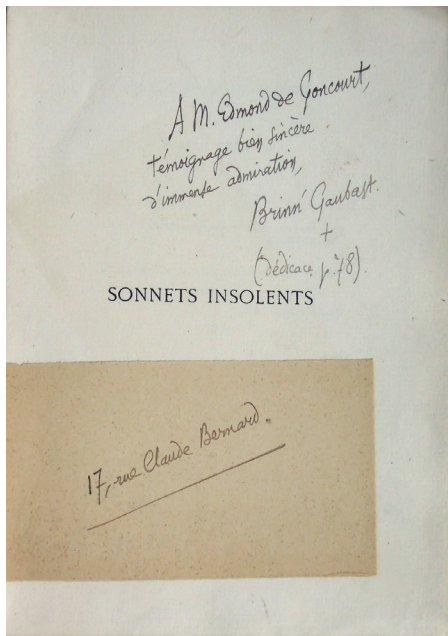 A M. Edmond de Goncourt,
témoignage bien sincère
d'immense admiration,
Brinn' Gaubast.
+
(dédicace p. 78).
SONNETS INSOLENTS
17, rue Claude Bernard.